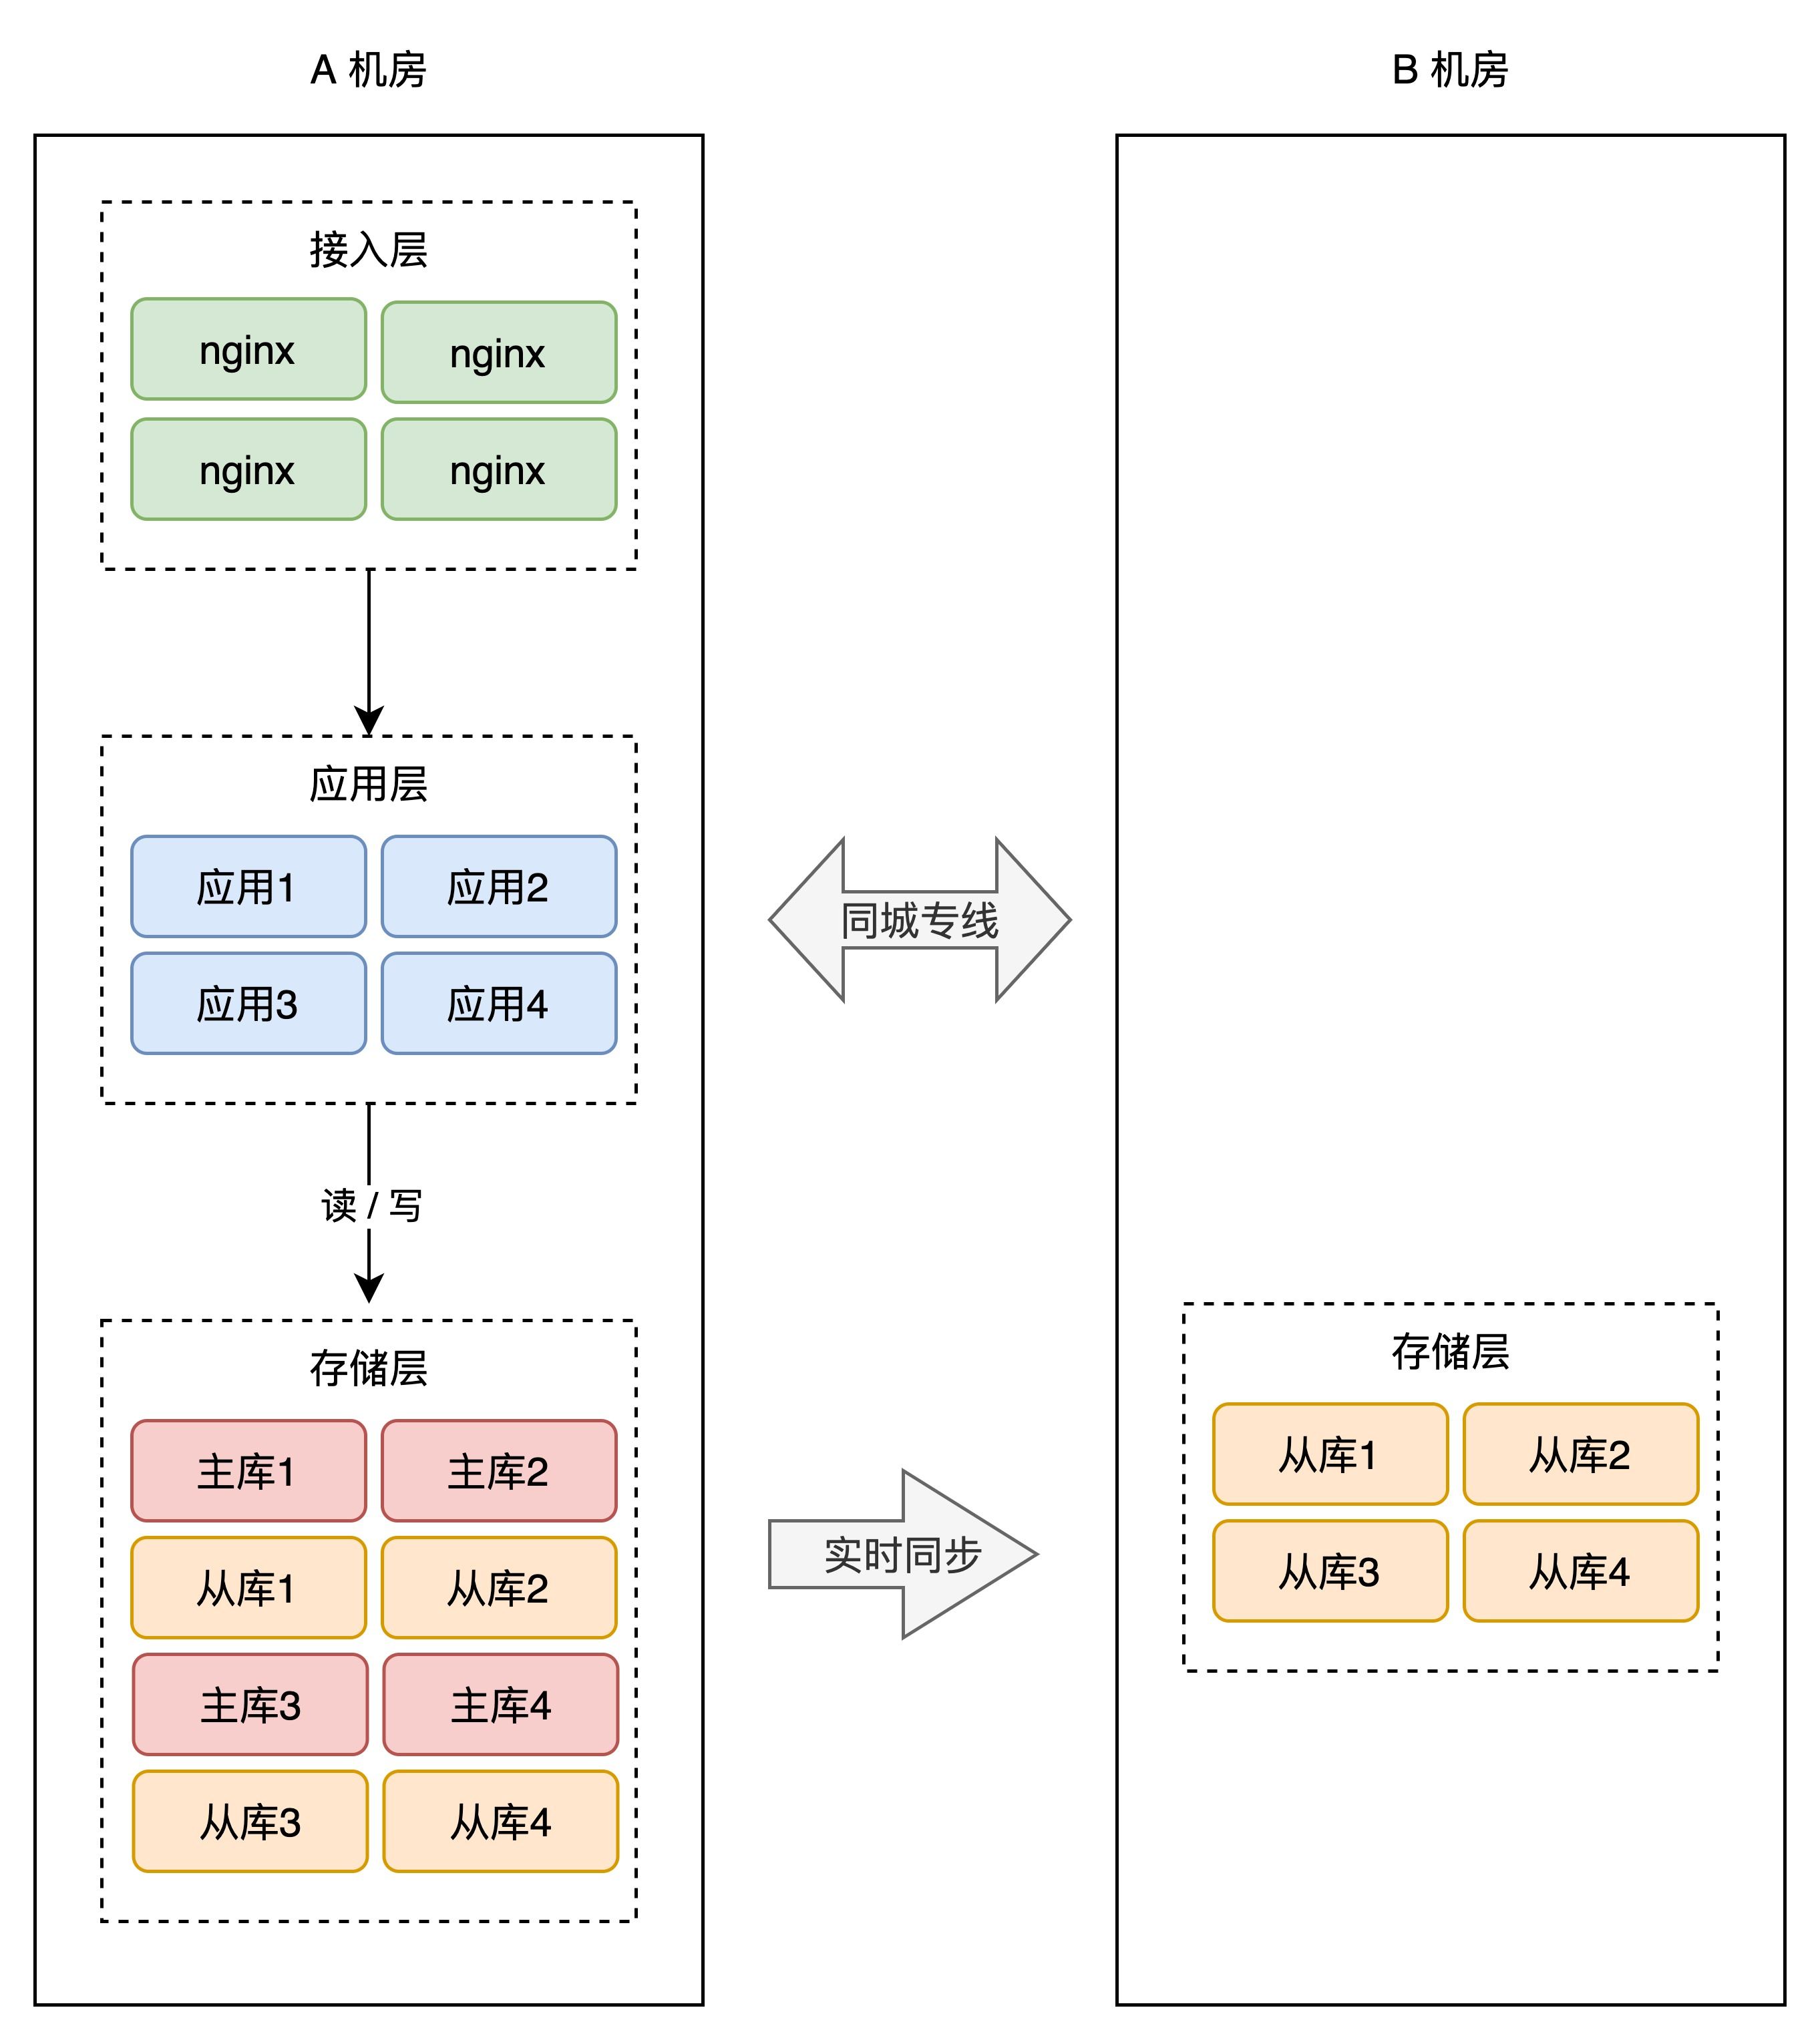 A 机房
B 机房
接入层
nginx
nginx
nginx
nginx
应用层
应用1
应用2
应用3
应用4
同城专线
读 / 写
存储层
主库1
主库2
从库1
从库2
主库3
主库4
从库3
从库4
实时同步
存储层
从库1
从库2
从库3
从库4